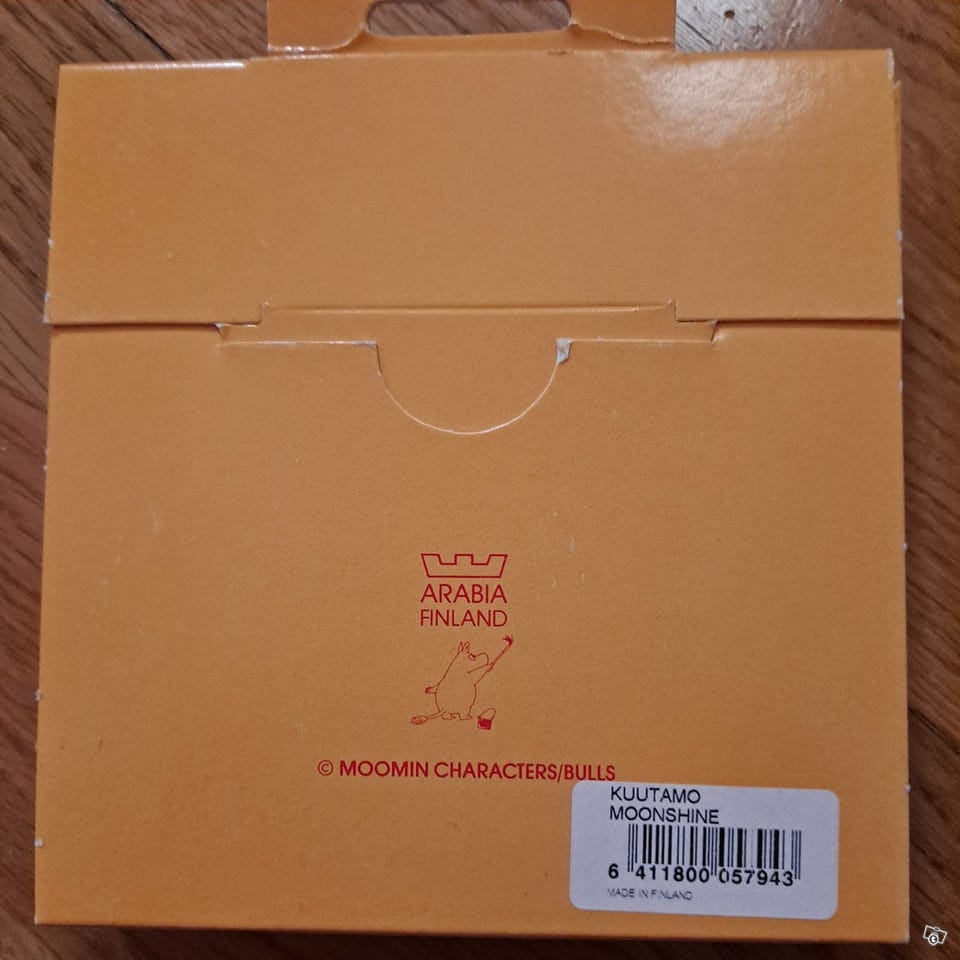 ARABIA
FINLAND
© MOOMIN CHARACTERS/BULLS
KUUTAMO
MOONSHINE
6 411800 057943
MADE IN FINLAND